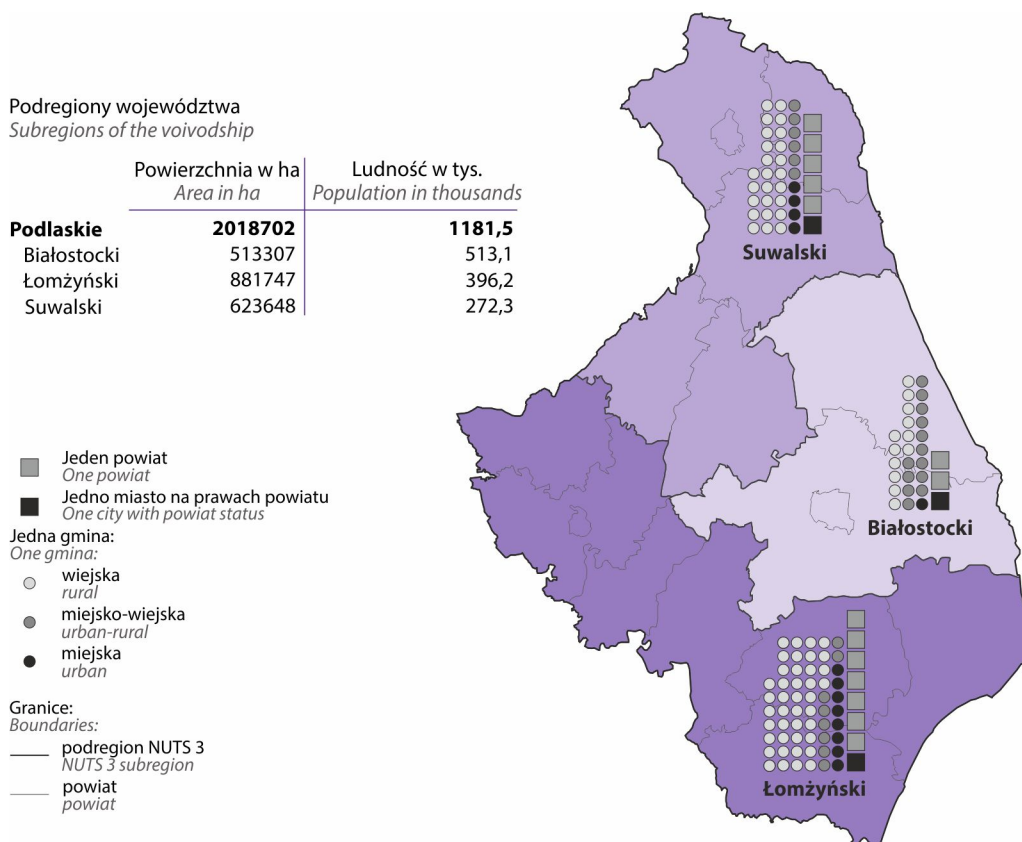 Podregiony województwa
Subregions of the voivodship
Powierzchnia w ha Ludność w tys.
Area in ha Population in thousands
Podlaskie 2018702 1181,5
Białostocki 513307 513,1
Łomżyński 881747 396,2
Suwalski 623648 272,3
Jeden powiat
One powiat
Jedno miasto na prawach powiatu
One city with powiat status
Jedna gmina:
One gmina:
wiejska
rural
miejsko-wiejska
urban-rural
miejska
urban
Granice:
Boundaries:
podregion NUTS 3
NUTS 3 subregion
powiat
powiat
Suwalski
Białostocki
Łomżyński